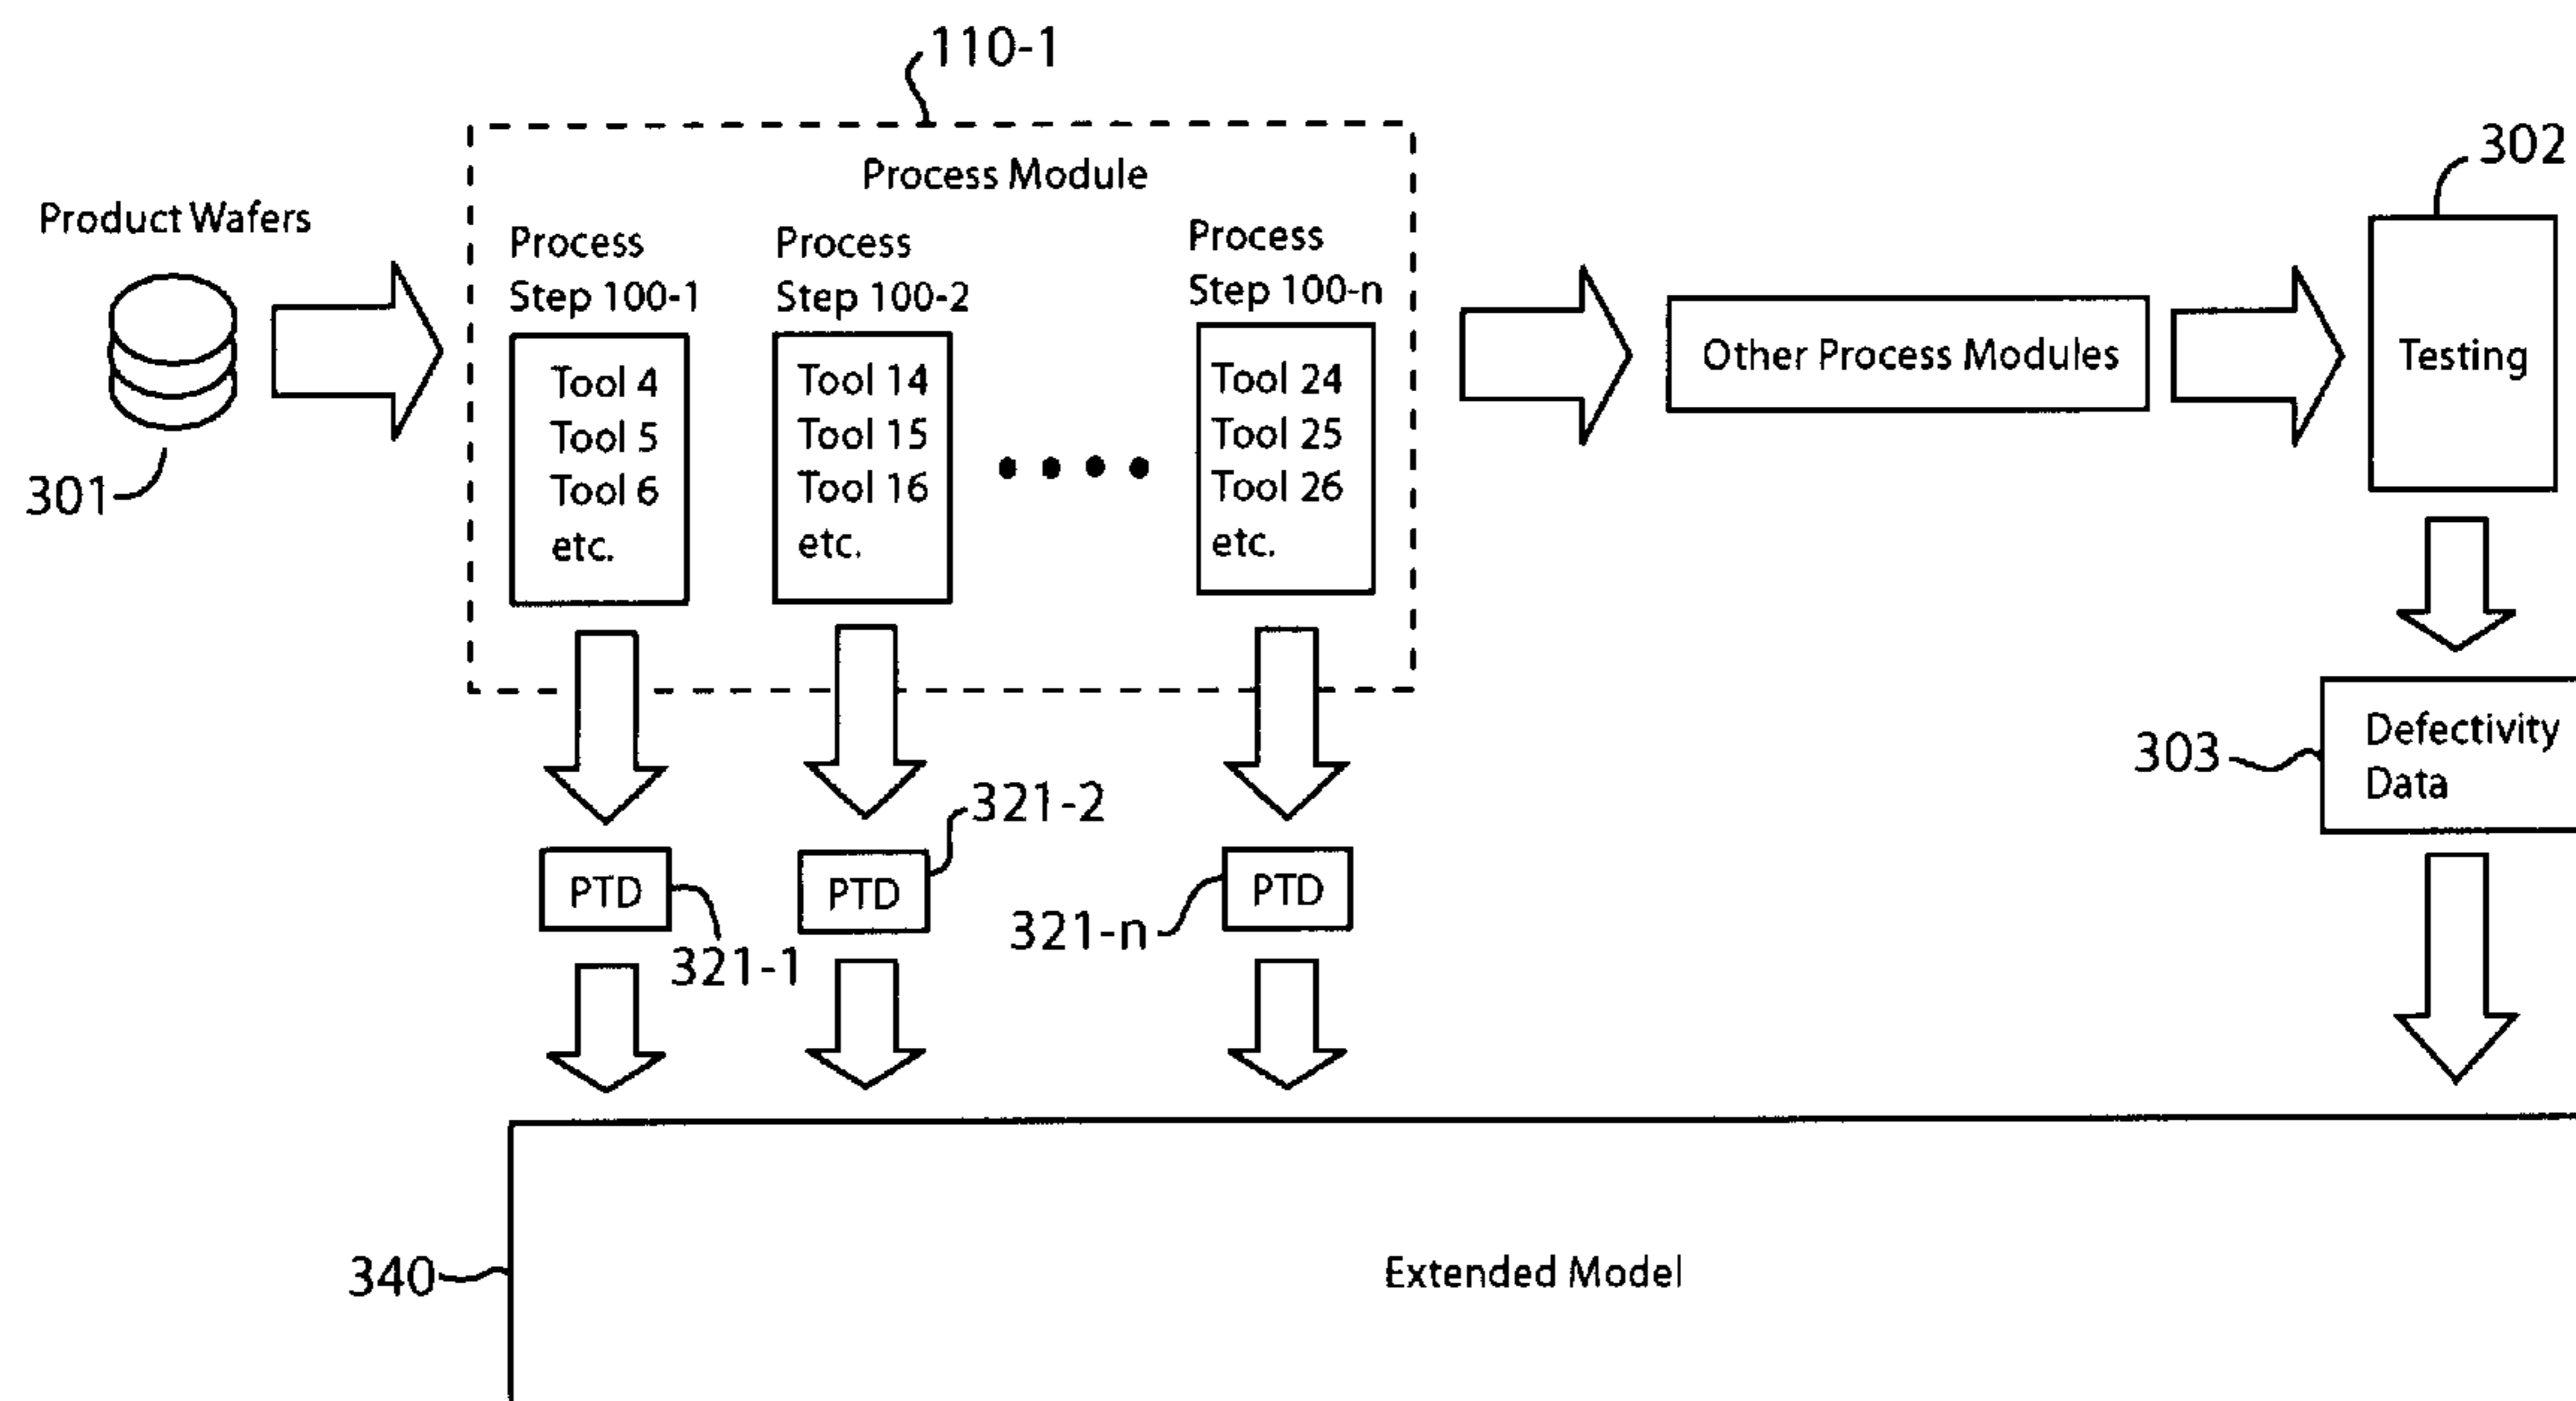 110-1
302
Process Module
Product Wafers
301
Process
Step 100-1
Tool 4
Tool 5
Tool 6
etc.
Process
Step 100-2
Tool 14
Tool 15
Tool 16
etc.
Process
Step 100-n
Tool 24
Tool 25
Tool 26
etc.
Other Process Modules
Testing
303
Defectivity
Data
PTD
321-1
PTD
321-2
PTD
321-n
340
Extended Model